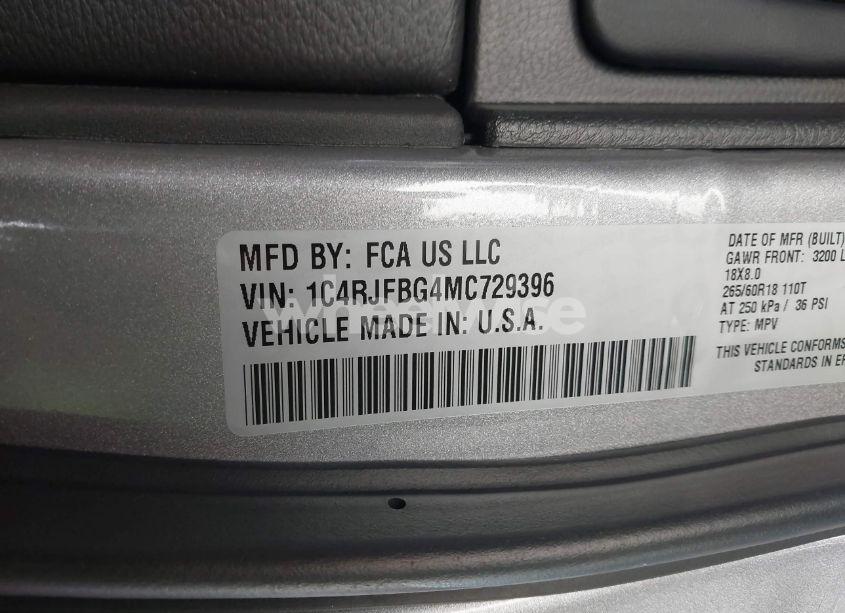 MFD BY: FCA US LLC
VIN: 1C4RJFBG4MC729396
VEHICLE MADE IN: U.S.A.
DATE OF MFR (BUILT)
GAWR FRONT: 3200 L
18X8.0
265/60R18 110T
AT 250 kPa / 36 PSI
TYPE: MPV
THIS VEHICLE CONFORMS
STANDARDS IN EF